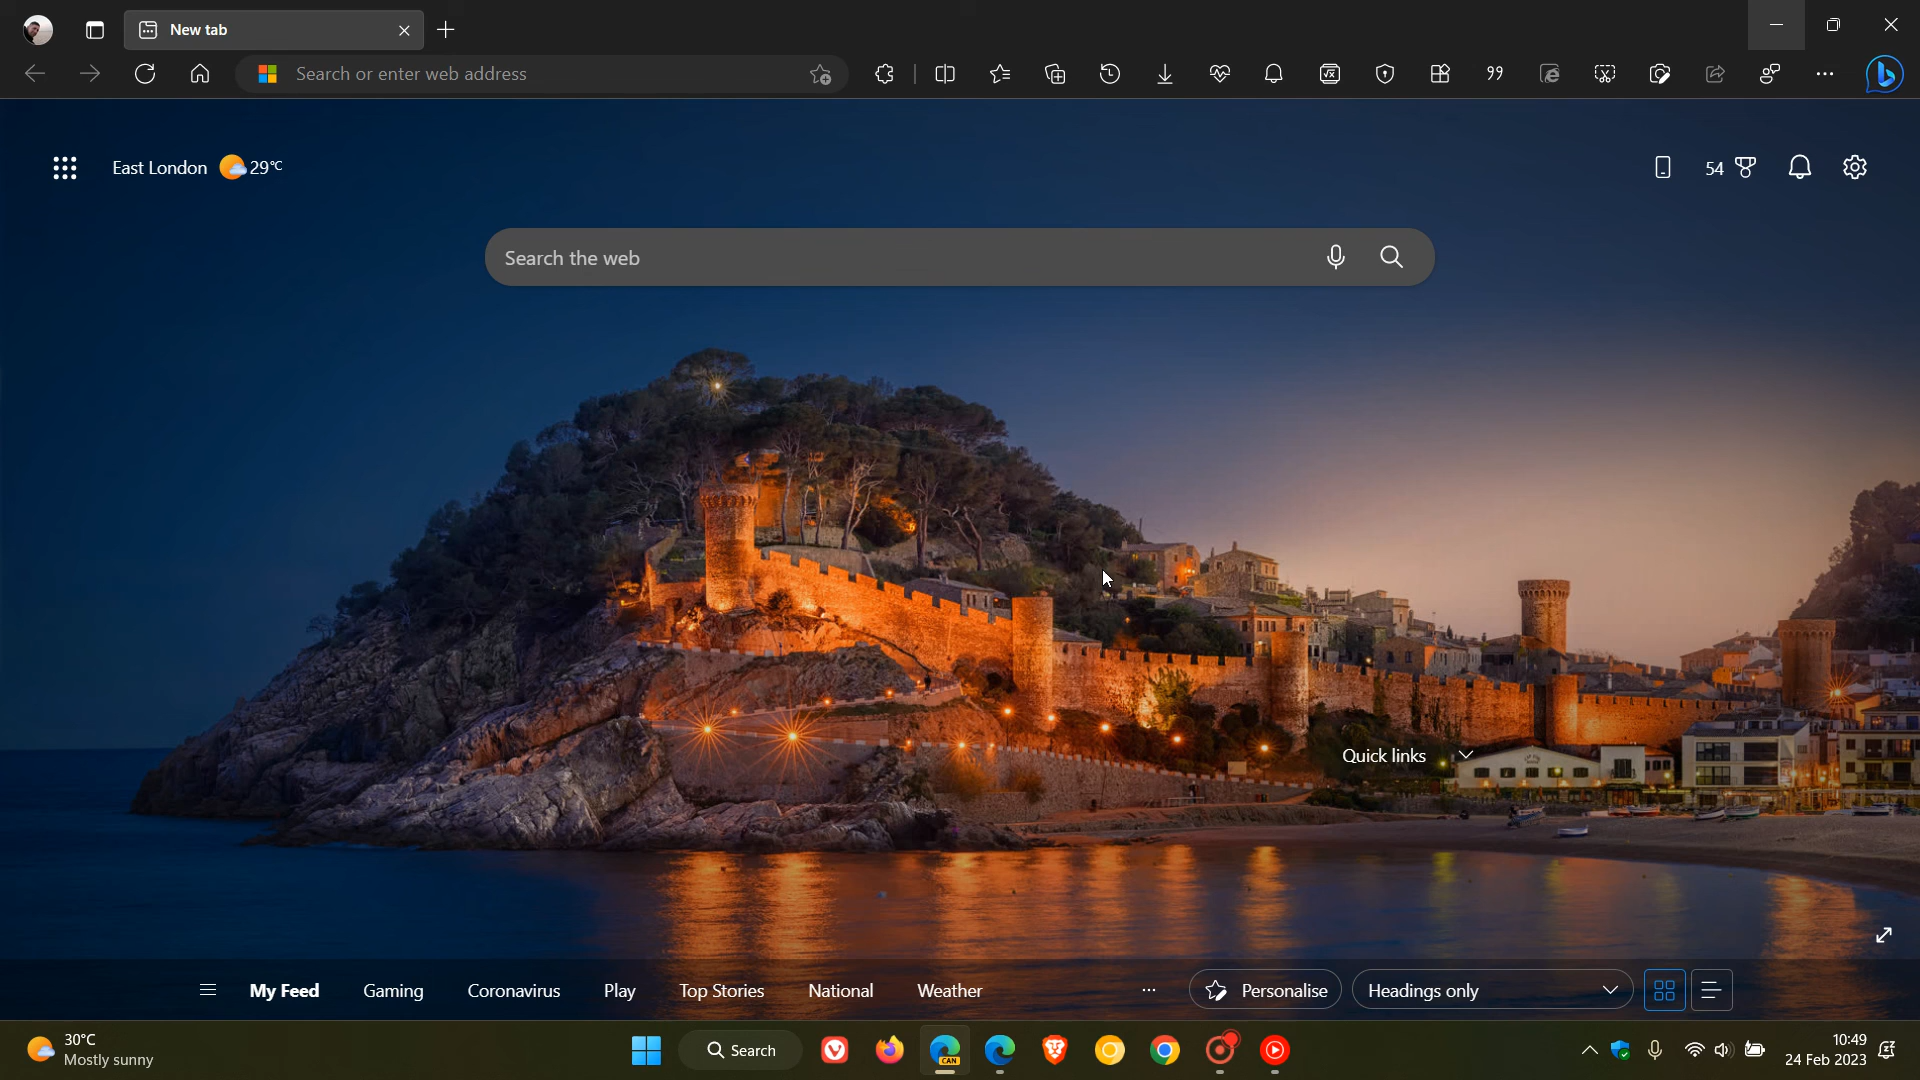 New tab
Search or enter web address
East London 29°C
54
Search the web
Quick links
My Feed Gaming Coronavirus Play Top Stories National Weather
Personalise Headings only
30°C
Mostly sunny
Search
CAN
10:49
24 Feb 2023